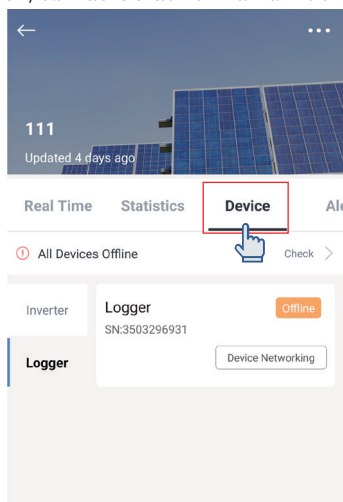 111
Updated 4 days ago
Real Time Statistics Device Ale
All Devices Offline Check
Inverter
Logger Offline
SN:3503296931
Logger
Device Networking